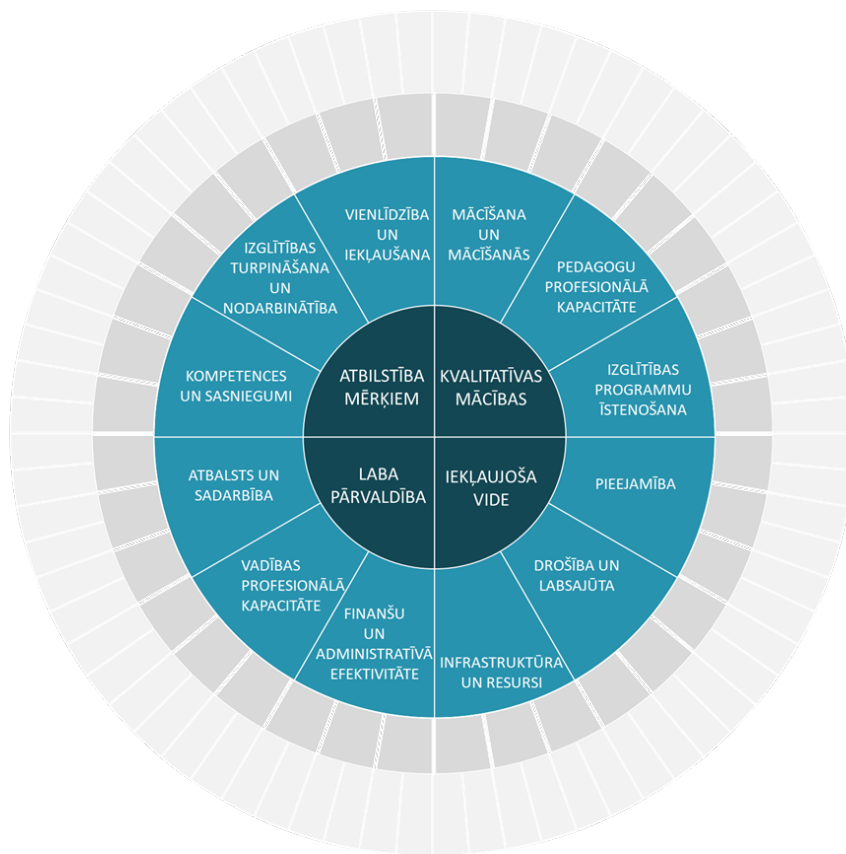 VIENLĪDZĪBA
UN
IEKĻAUŠANA
MĀCĪŠANA
UN
MĀCĪŠANĀS
IZGLĪTĪBAS
TURPINĀŠANA
UN
NODARBINĀTĪBA
PEDAGOGU
PROFESIONĀLĀ
KAPACITĀTE
KOMPETENCES
UN SASNIEGUMI
ATBILSTĪBA
MĒRĶIEM
KVALITATĪVAS
MĀCĪBAS
IZGLĪTĪBAS
PROGRAMMU
ĪSTENOŠANA
ATBALSTS UN
SADARBĪBA
LABA
PĀRVALDĪBA
IEKĻAUJOŠA
VIDE
PIEEJAMĪBA
VADĪBAS
PROFESIONĀLĀ
KAPACITĀTE
DROŠĪBA UN
LABSAJŪTA
FINANŠU
UN
ADMINISTRATĪVĀ
EFEKTIVITĀTE
INFRASTRUKTŪRA
UN RESURSI